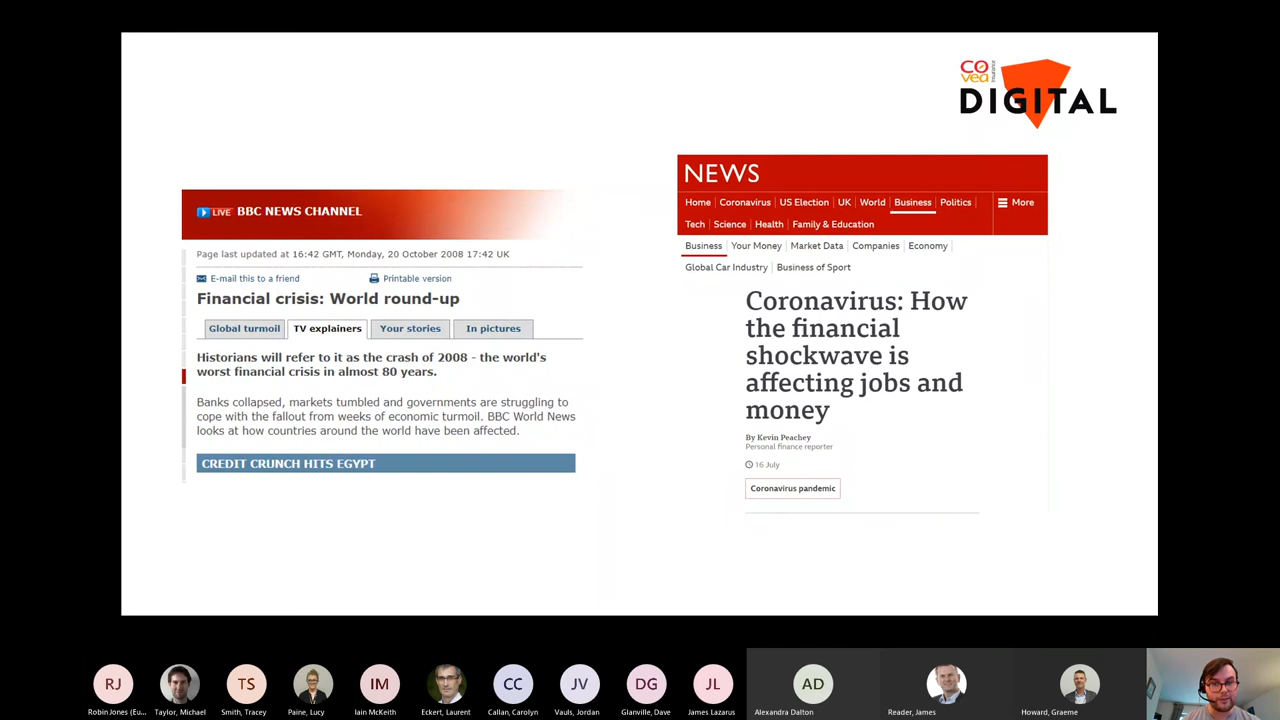 CO
vea
insurance
DIGITAL
LIVE BBC NEWS CHANNEL
Page last updated at 16:42 GMT, Monday, 20 October 2008 17:42 UK
E-mail this to a friend
Printable version
Financial crisis: World round-up
Global turmoil
TV explainers
Your stories
In pictures
Historians will refer to it as the crash of 2008 - the world's
worst financial crisis in almost 80 years.
Banks collapsed, markets tumbled and governments are struggling to
cope with the fallout from weeks of economic turmoil. BBC World News
looks at how countries around the world have been affected.
CREDIT CRUNCH HITS EGYPT
NEWS
Home Coronavirus US Election UK World Business Politics
More
Tech Science Health Family & Education
Business Your Money Market Data Companies Economy
Global Car Industry Business of Sport
Coronavirus: How
the financial
shockwave is
affecting jobs and
money
By Kevin Peachey
Personal finance reporter
16 July
Coronavirus pandemic
RJ
TS
IM
CC
JV
DG
JL
AD
Robin Jones (Eu...
Taylor, Michael
Smith, Tracey
Paine, Lucy
Iain McKeith
Eckert, Laurent
Callan, Carolyn
Vauls, Jordan
Glanville, Dave
James Lazarus
Alexandra Dalton
Reader, James
Howard, Graeme